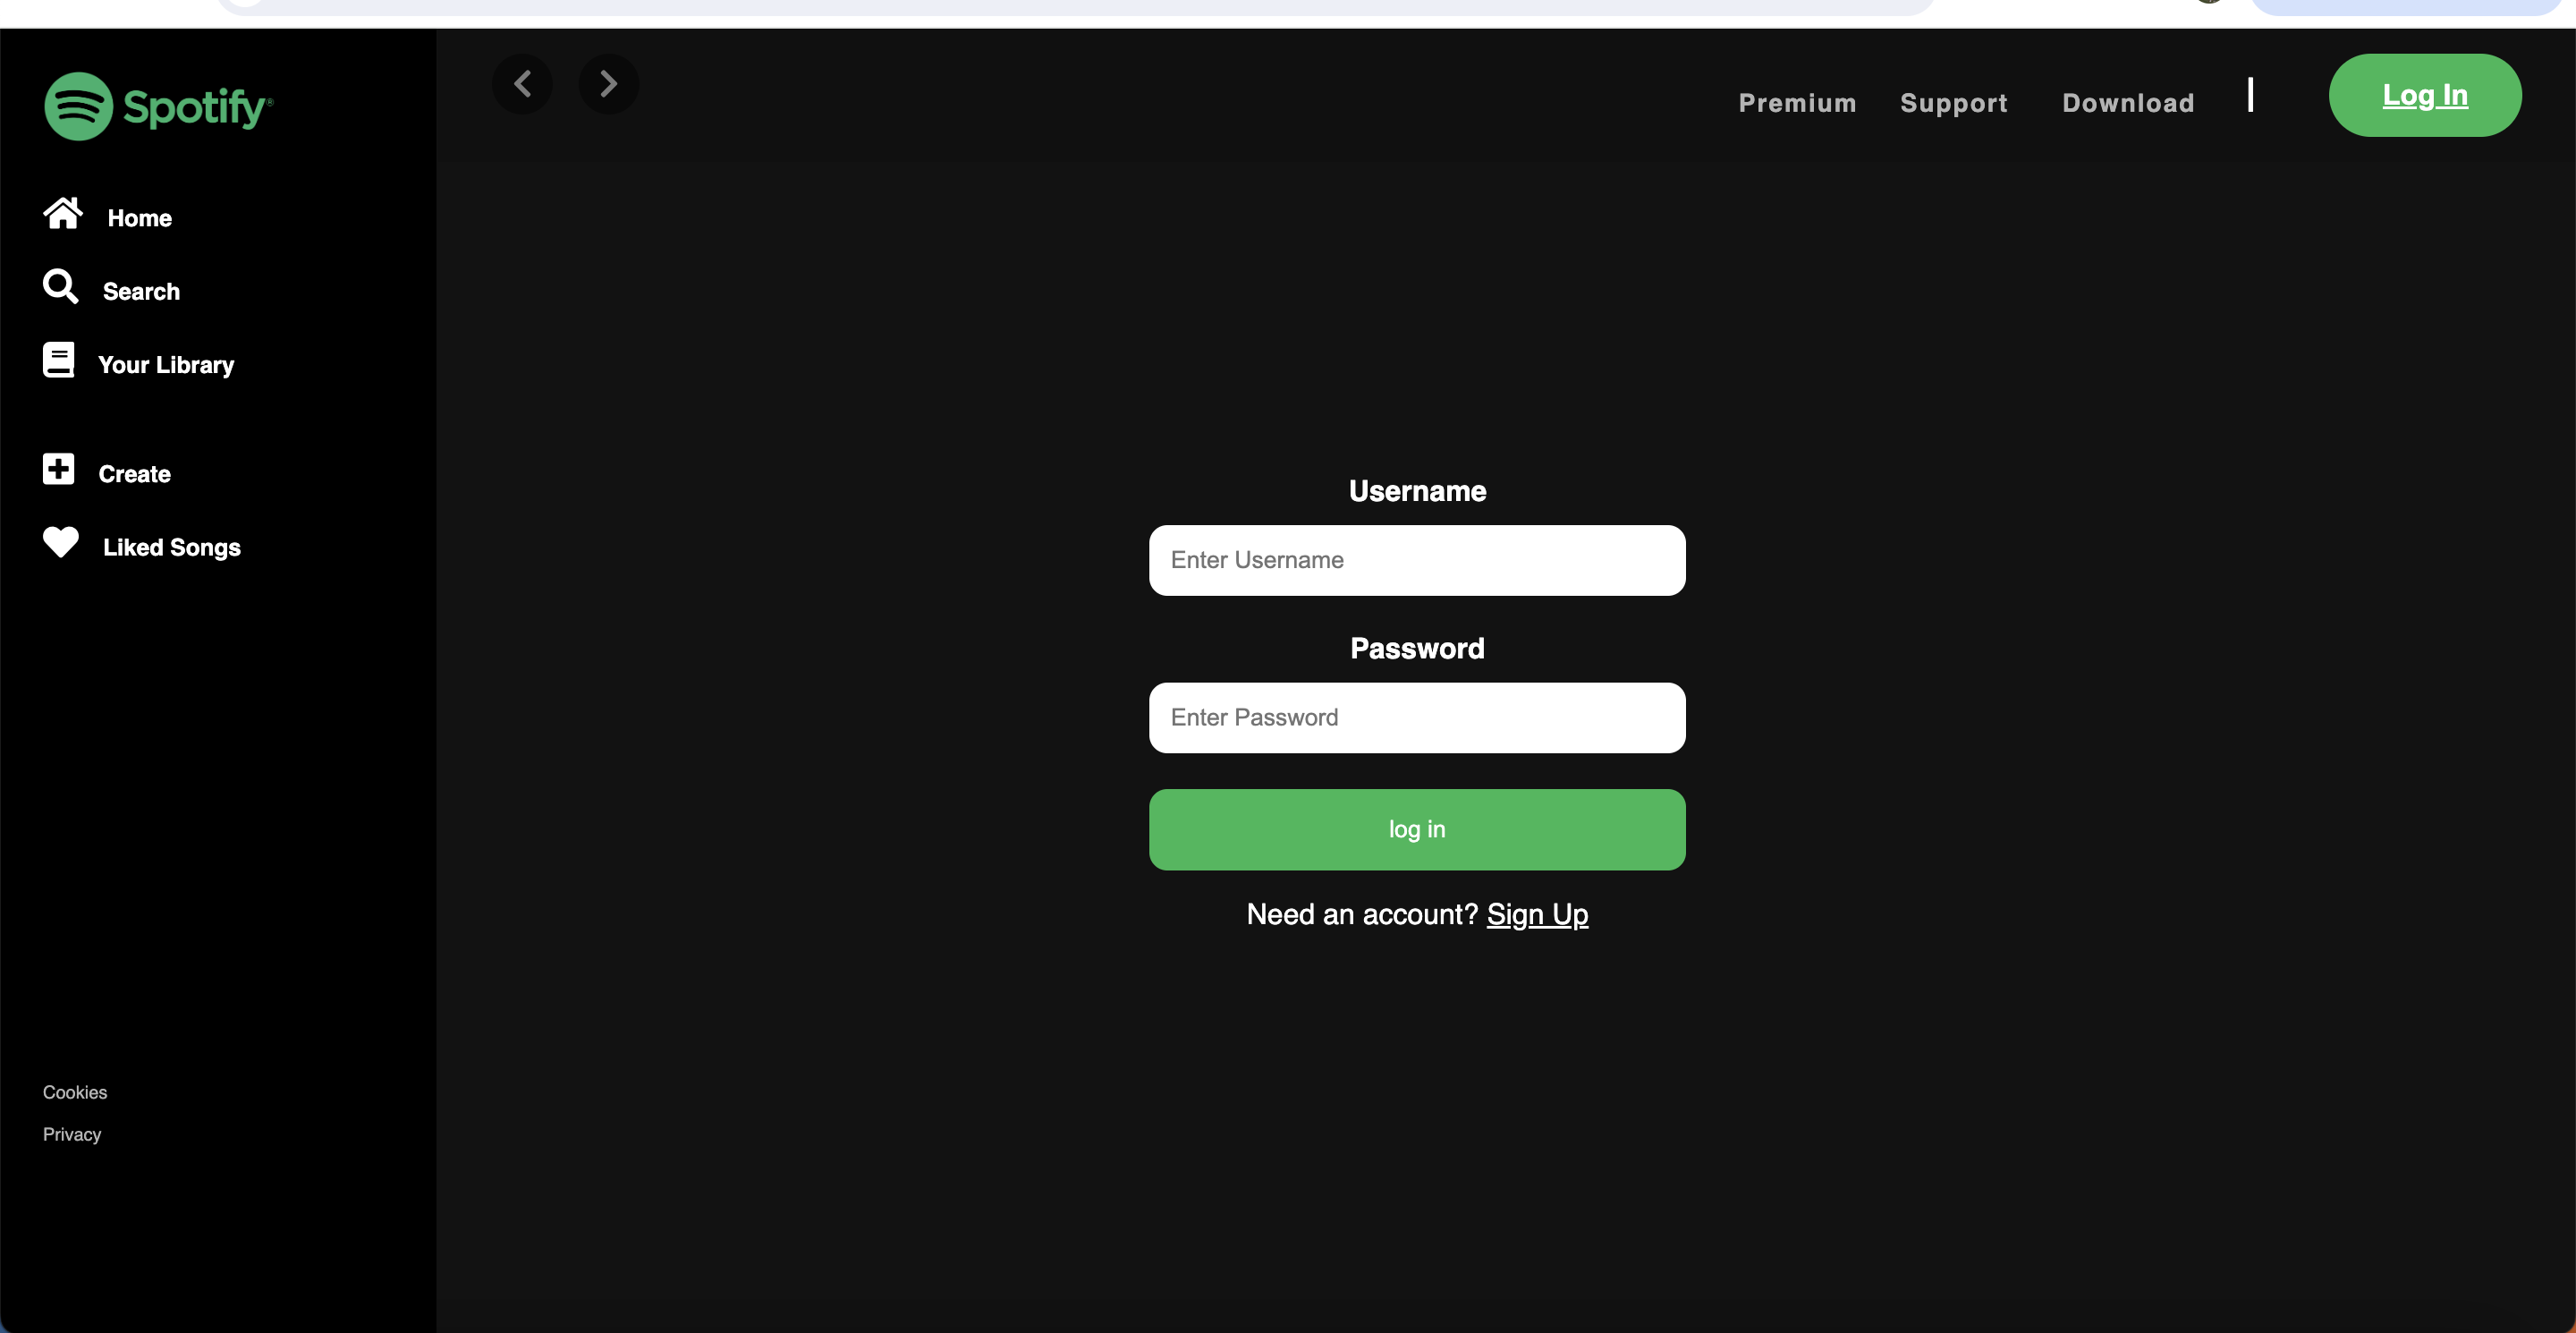 Spotify®
Home
Search
Your Library
Create
Liked Songs
Cookies
Privacy
Premium Support Download | Log In
Username
Enter Username
Password
Enter Password
log in
Need an account? Sign Up